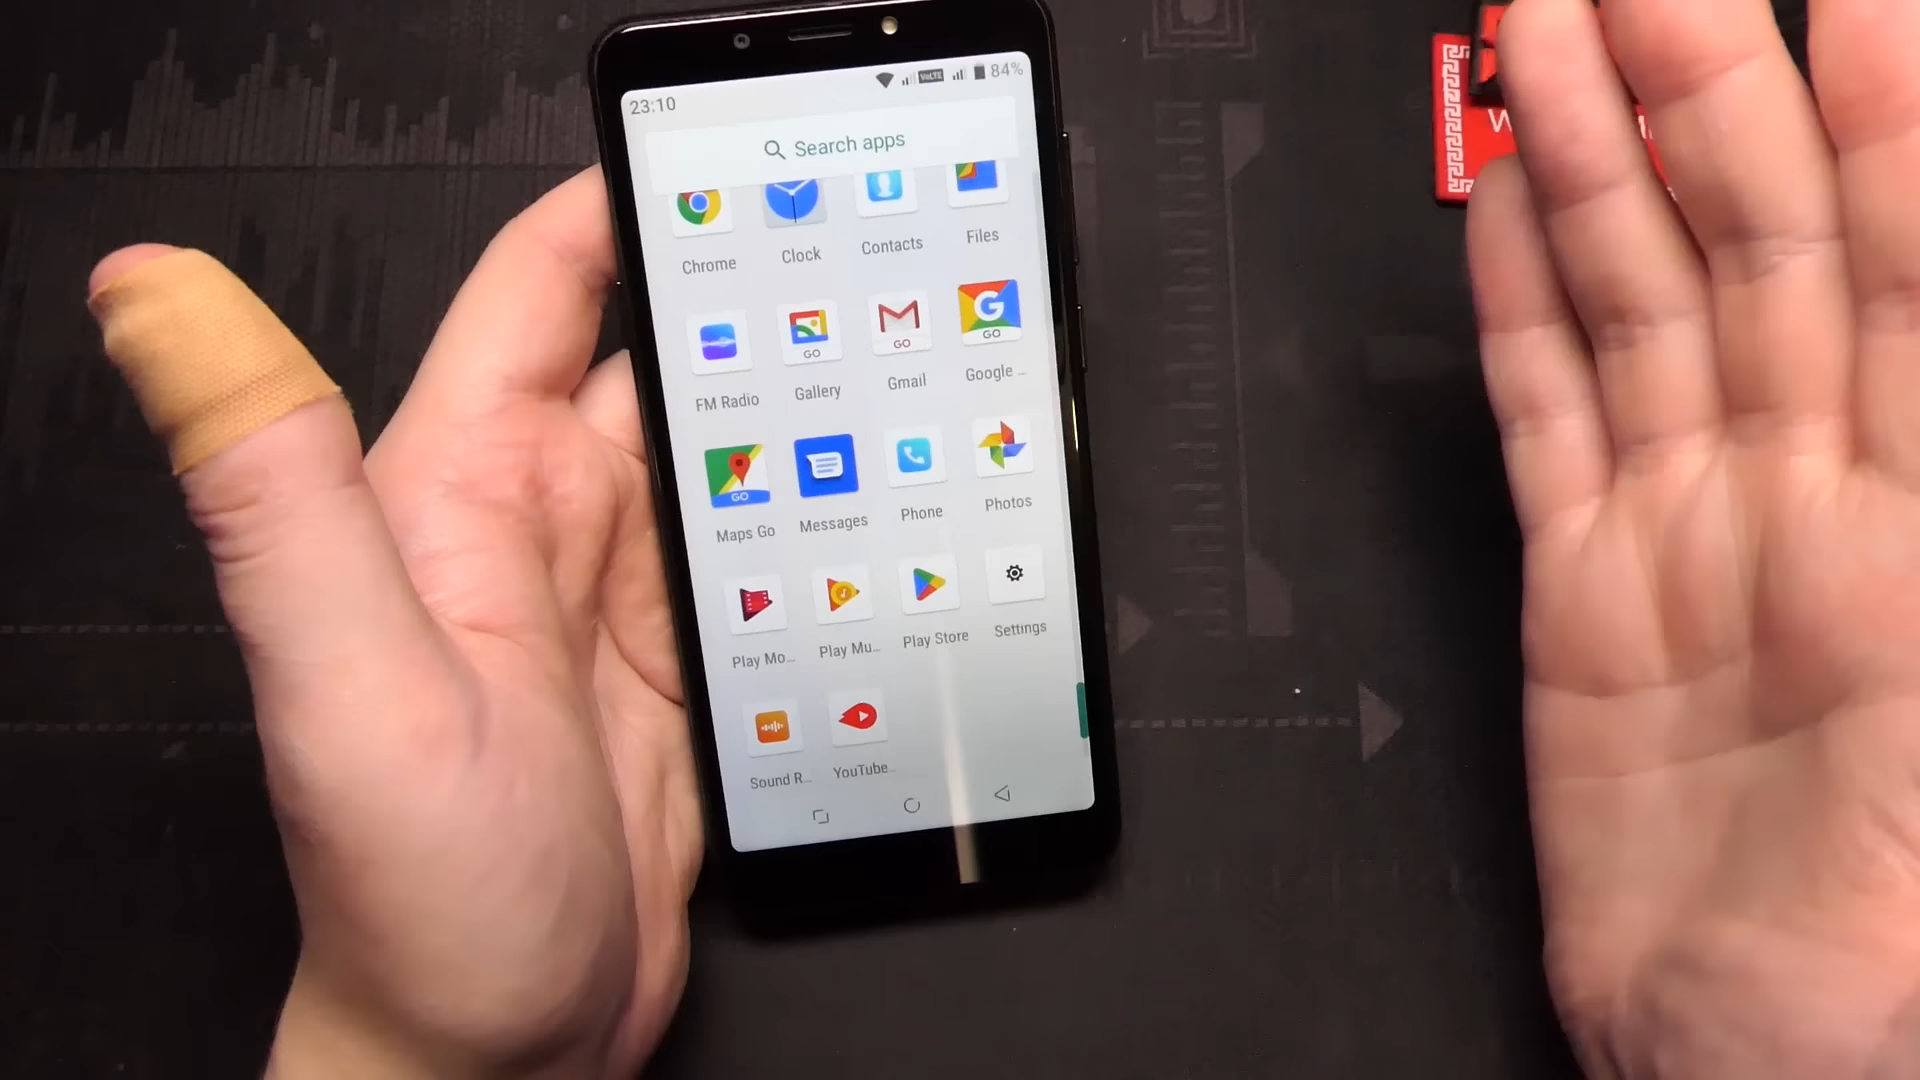 23:10
VoLTE
84%
Search apps
Chrome
Clock
Contacts
Files
FM Radio
GO
Gallery
GO
Gmail
G
GO
Google ...
GO
Maps Go
Messages
Phone
Photos
Play Mo...
Play Mu...
Play Store
Settings
Sound R...
YouTube...